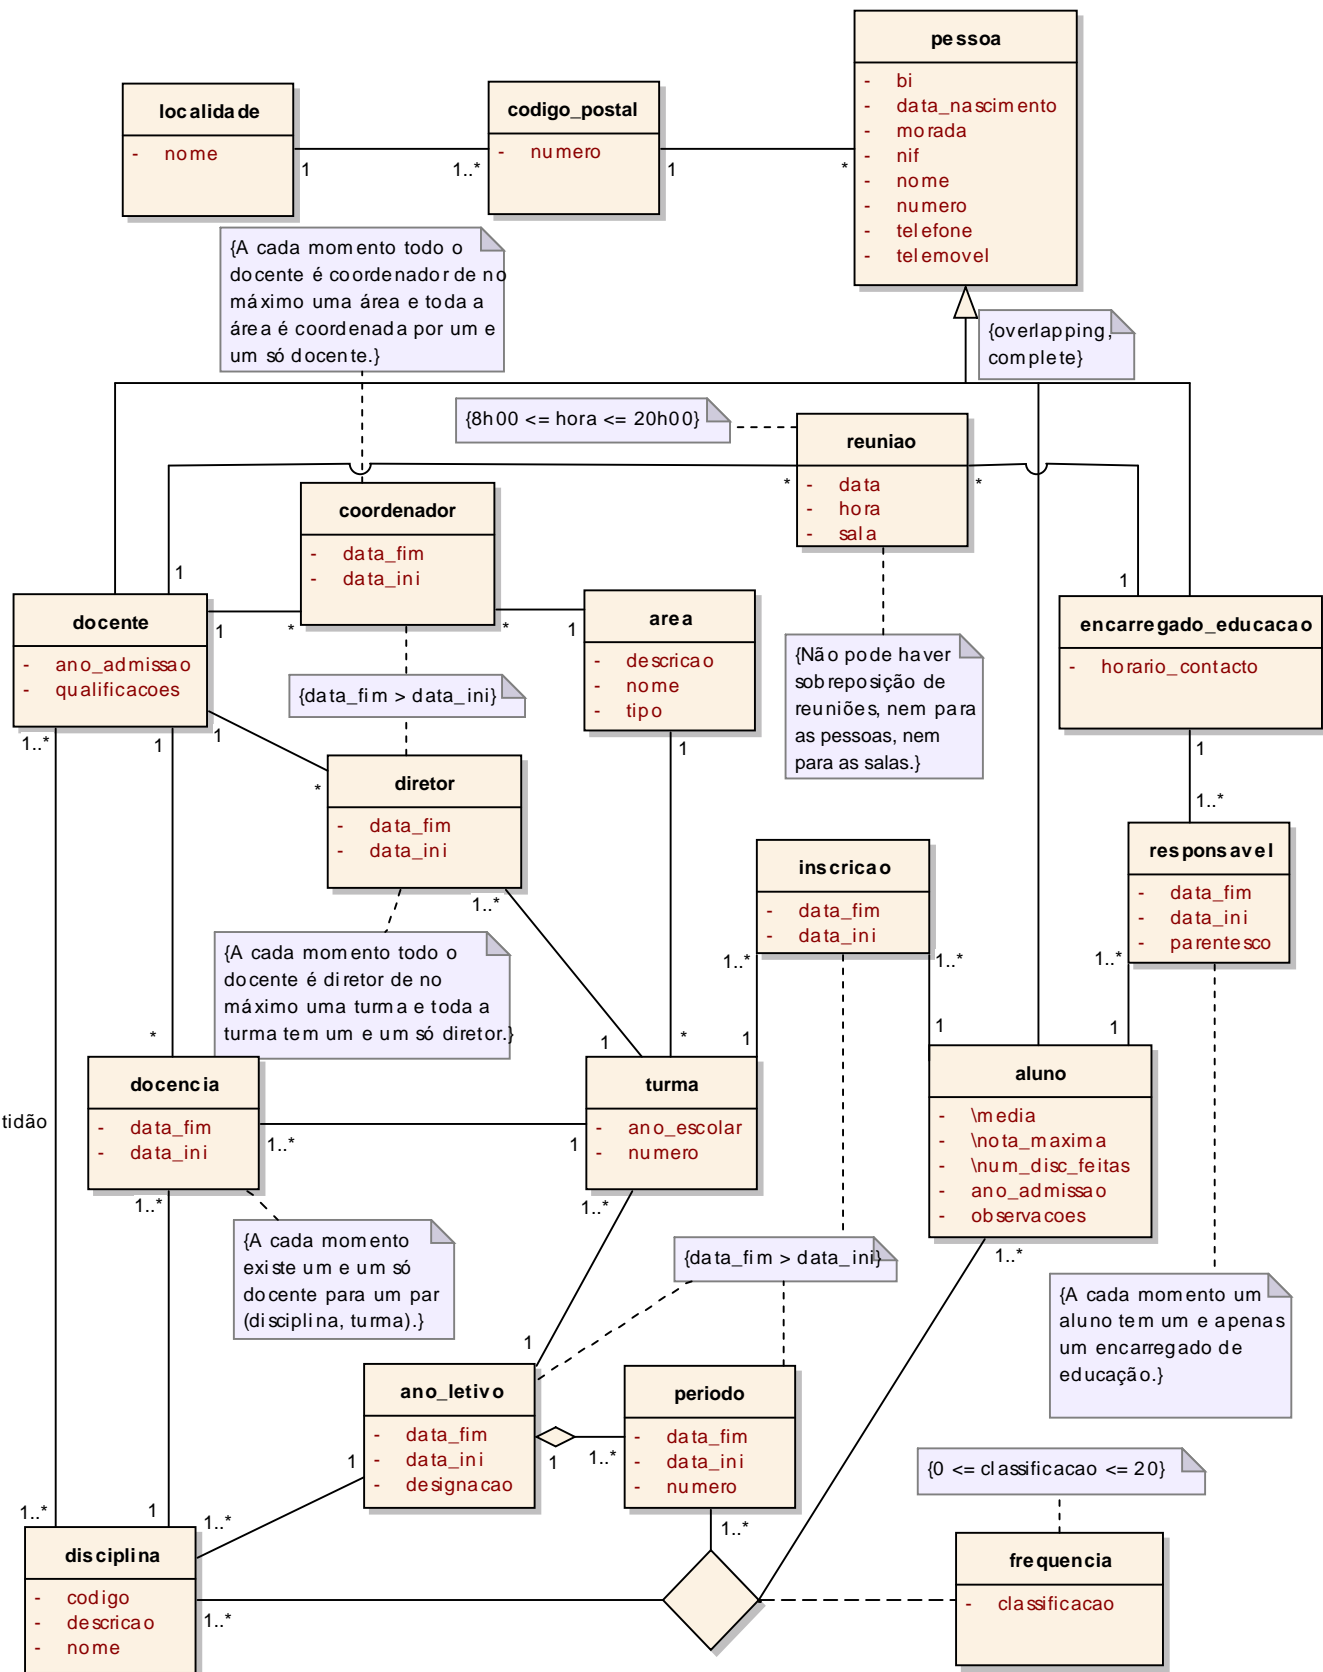 pessoa
- bi
- data_nascimento
- morada
- nif
- nome
- numero
- telefone
- telemovel
localidade
- nome
codigo_postal
- numero
1
1..*
1
*
{A cada momento todo o
docente é coordenador de no
máximo uma área e toda a
área é coordenada por um e
um só docente.}
{overlapping,
complete}
{8h00 <= hora <= 20h00}
reuniao
- data
- hora
- sala
*
*
coordenador
- data_fim
- data_ini
1
1
docente
- ano_admissao
- qualificacoes
1
*
*
1
area
- descricao
- nome
- tipo
encarregado_educacao
- horario_contacto
{Não pode haver
sobreposição de
reuniões, nem para
as pessoas, nem
para as salas.}
{data_fim > data_ini}
1..*
1
1
*
1
1
1..*
diretor
- data_fim
- data_ini
1..*
inscricao
- data_fim
- data_ini
1..*
1..*
responsavel
- data_fim
- data_ini
- parentesco
1..*
{A cada momento todo o
docente é diretor de no
máximo uma turma e toda a
turma tem um e um só diretor.}
*
1
*
1
1
1
docencia
- data_fim
- data_ini
tidão
1..*
1
turma
- ano_escolar
- numero
aluno
- \media
- \nota_maxima
- \num_disc_feitas
- ano_admissao
- observacoes
1..*
1..*
1..*
{A cada momento
existe um e um só
docente para um par
(disciplina, turma).}
{data_fim > data_ini}
{A cada momento um
aluno tem um e apenas
um encarregado de
educação.}
1
ano_letivo
- data_fim
- data_ini
- designacao
1
1
1..*
periodo
- data_fim
- data_ini
- numero
{0 <= classificacao <= 20}
1..*
1
1..*
1..*
disciplina
- codigo
- descricao
- nome
1..*
frequencia
- classificacao